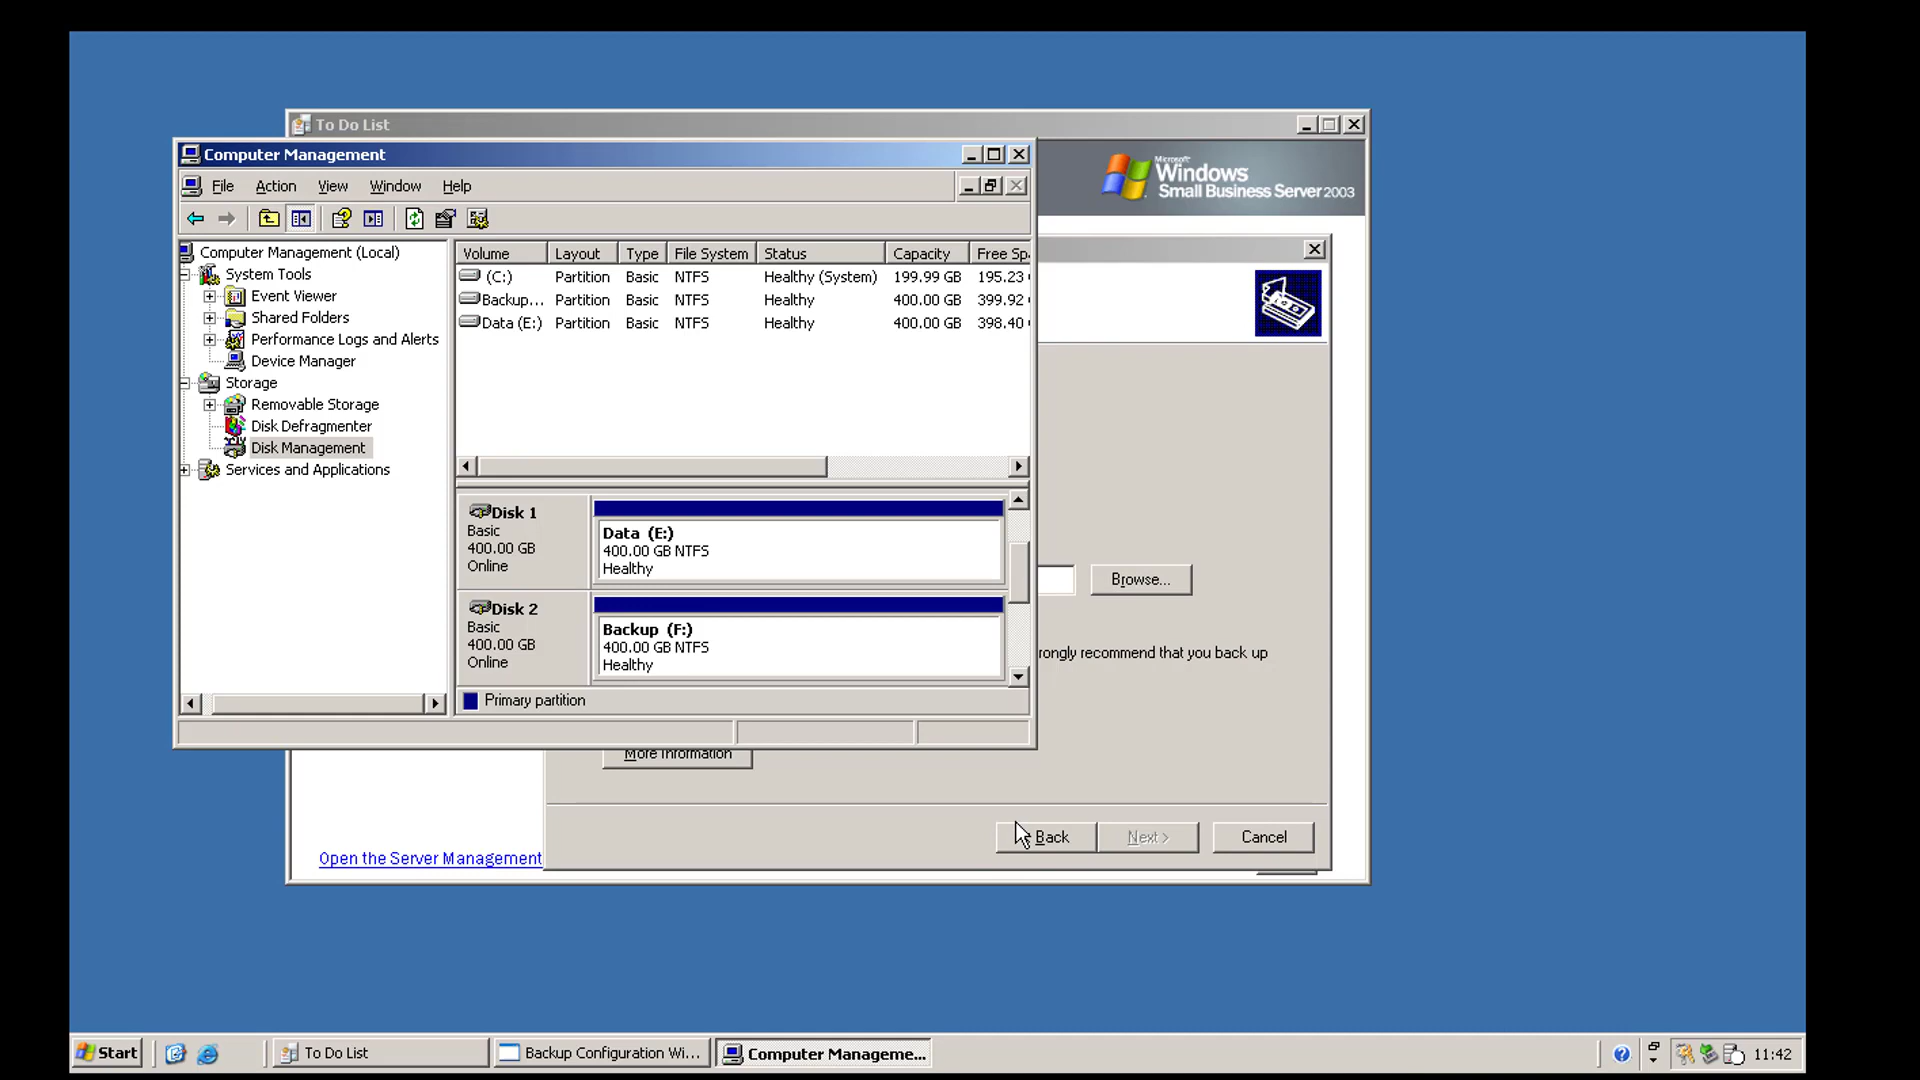 To Do List
Computer Management
Microsoft
Windows
Small Business Server 2003
File Action View Window Help
Computer Management (Local)
System Tools
Event Viewer
Shared Folders
Performance Logs and Alerts
Device Manager
Storage
Removable Storage
Disk Defragmenter
Disk Management
Services and Applications
Volume Layout Type File System Status Capacity Free Sp
(C:) Partition Basic NTFS Healthy (System) 199.99 GB 195.23
Backup... Partition Basic NTFS Healthy 400.00 GB 399.92
Data (E:) Partition Basic NTFS Healthy 400.00 GB 398.40
Disk 1
Basic
400.00 GB
Online
Data (E:)
400.00 GB NTFS
Healthy
Disk 2
Basic
400.00 GB
Online
Backup (F:)
400.00 GB NTFS
Healthy
Primary partition
Browse...
rongly recommend that you back up
More Information
Back Next > Cancel
Open the Server Management
Start To Do List Backup Configuration Wi... Computer Manageme... 11:42